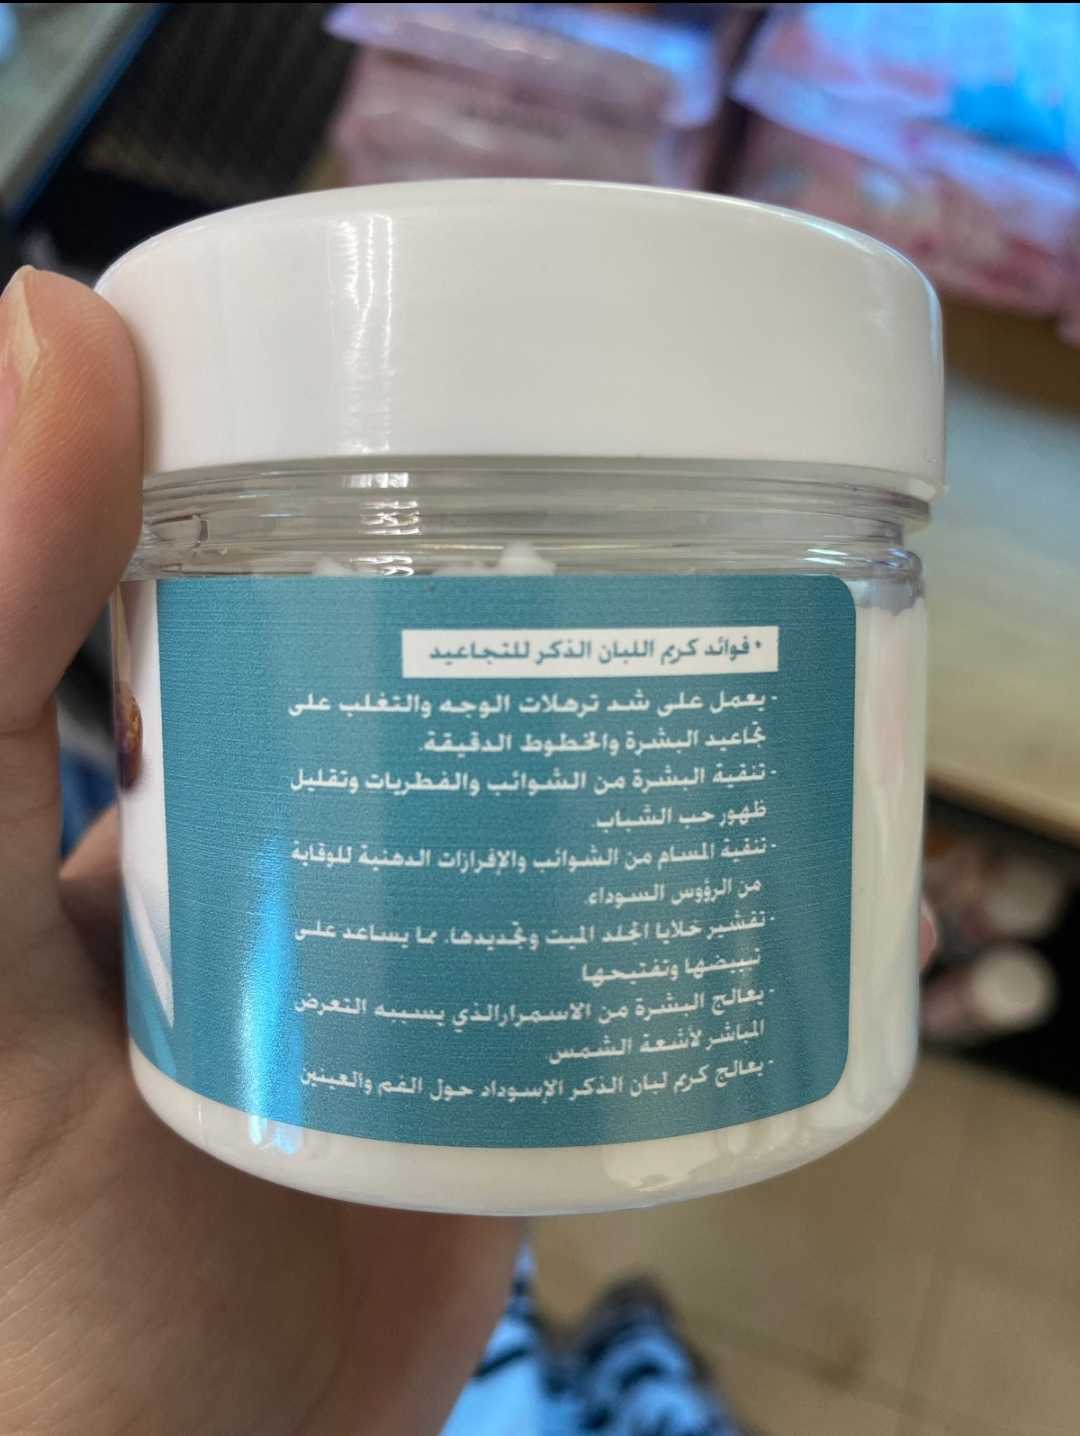 • فوائد كريم اللبان الذكر للتجاعيد
- يعمل على شد ترهلات الوجه والتغلب على
تجاعيد البشرة والخطوط الدقيقة.
- تنقية البشرة من الشوائب والفطريات وتقليل
ظهور حب الشباب.
- تنقية المسام من الشوائب والإفرازات الدهنية للوقاية
من الرؤوس السوداء.
- تقشير خلايا الجلد الميت وتجديدها، مما يساعد على
تبييضها وتفتيحها
- يعالج البشرة من الاسمرارالذي يسببه التعرض
المباشر لأشعة الشمس.
- يعالج كريم لبان الذكر الإسوداد حول الفم والعينين